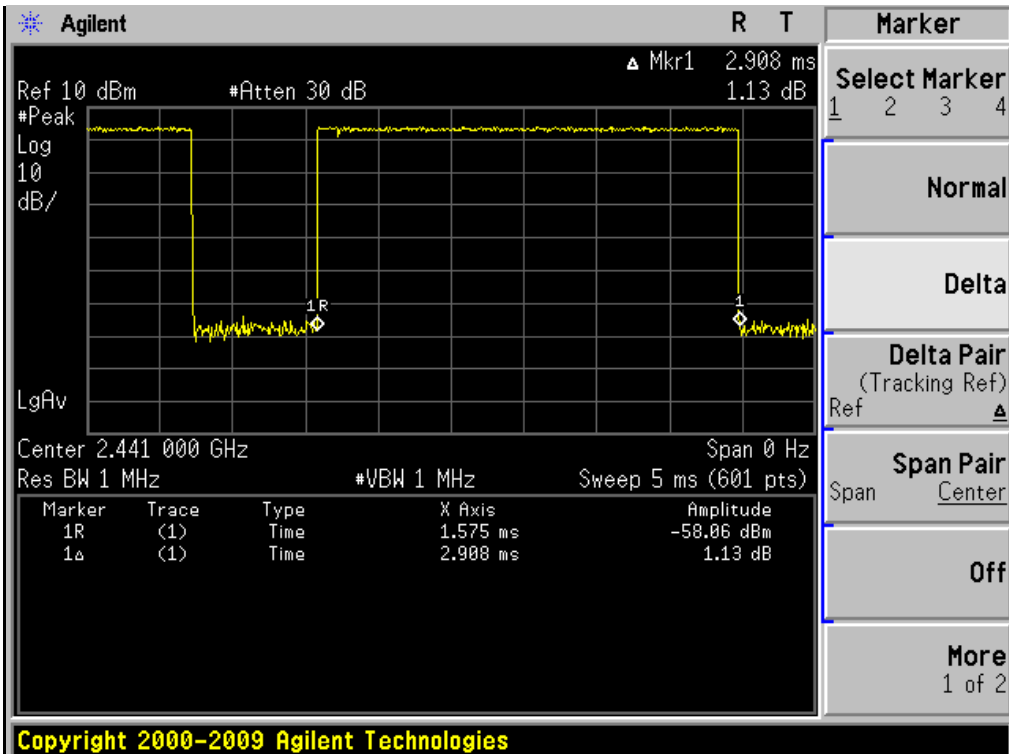 Agilent R T
Δ Mkr1 2.908 ms
Ref 10 dBm #Atten 30 dB 1.13 dB
#Peak
Log
10
dB/
1R
1
LgAv
Center 2.441 000 GHz Span 0 Hz
Res BW 1 MHz #VBW 1 MHz Sweep 5 ms (601 pts)
Marker Trace Type X Axis Amplitude
1R (1) Time 1.575 ms -58.06 dBm
1Δ (1) Time 2.908 ms 1.13 dB
Marker
Select Marker
1 2 3 4
Normal
Delta
Delta Pair
(Tracking Ref)
Ref Δ
Span Pair
Span Center
Off
More
1 of 2
Copyright 2000-2009 Agilent Technologies